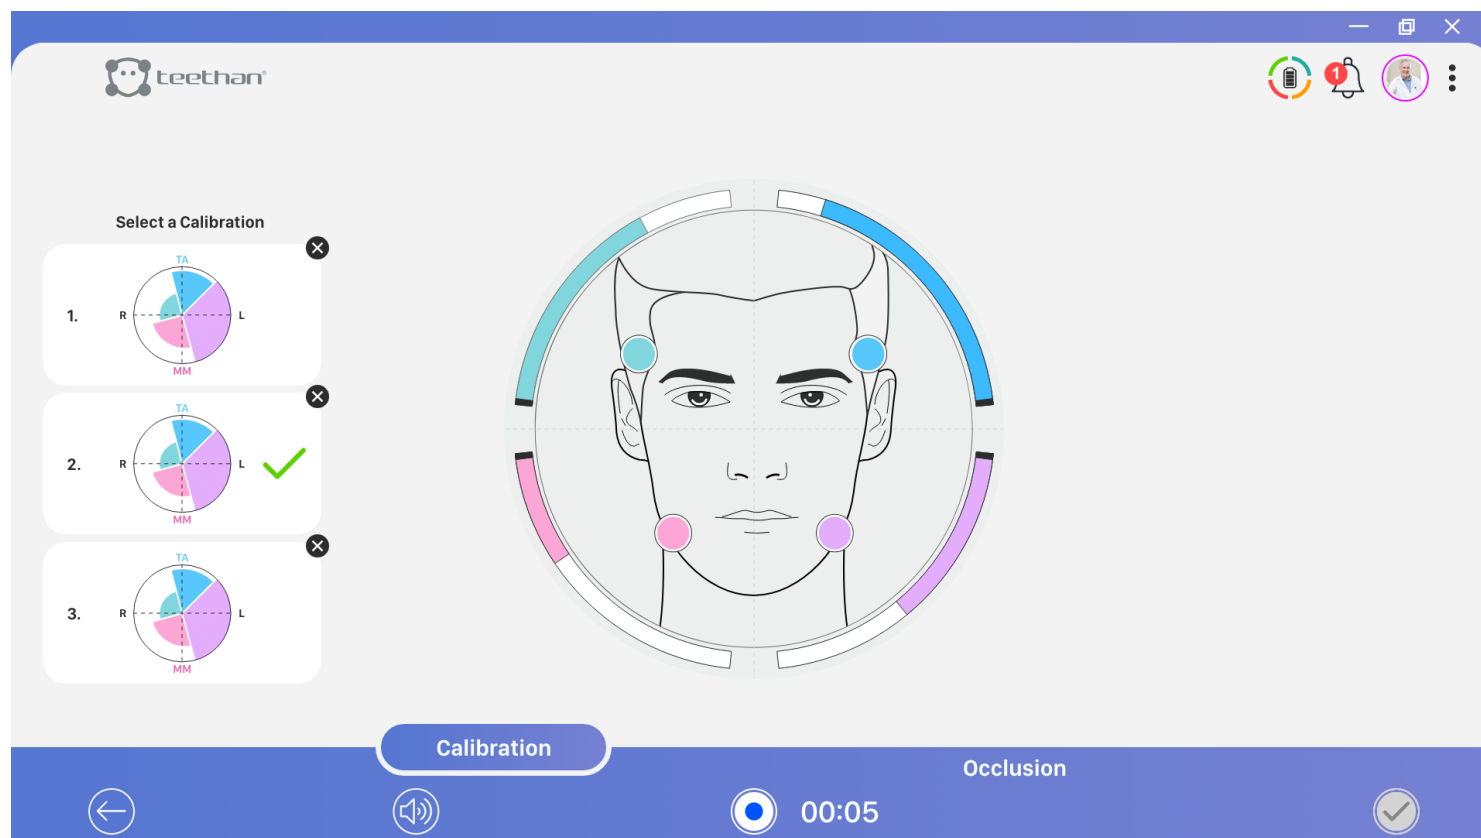 teethan®
1
Select a Calibration
TA
1.
R
L
MM
TA
2.
R
L
MM
TA
3.
R
L
MM
Calibration
Occlusion
00:05